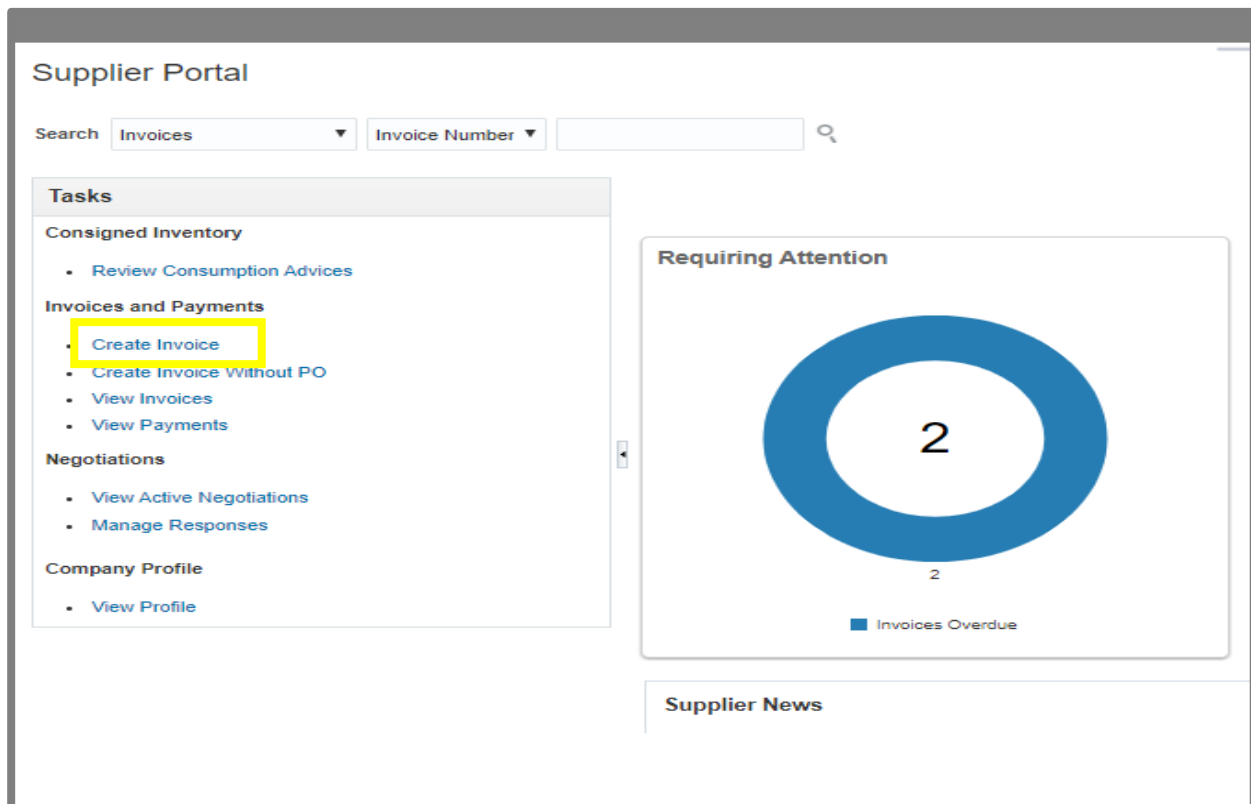 Supplier Portal
Search Invoices Invoice Number
Tasks
Consigned Inventory
Review Consumption Advices
Invoices and Payments
Create Invoice
Create Invoice Without PO
View Invoices
View Payments
Negotiations
View Active Negotiations
Manage Responses
Company Profile
View Profile
Requiring Attention
2
2
Invoices Overdue
Supplier News